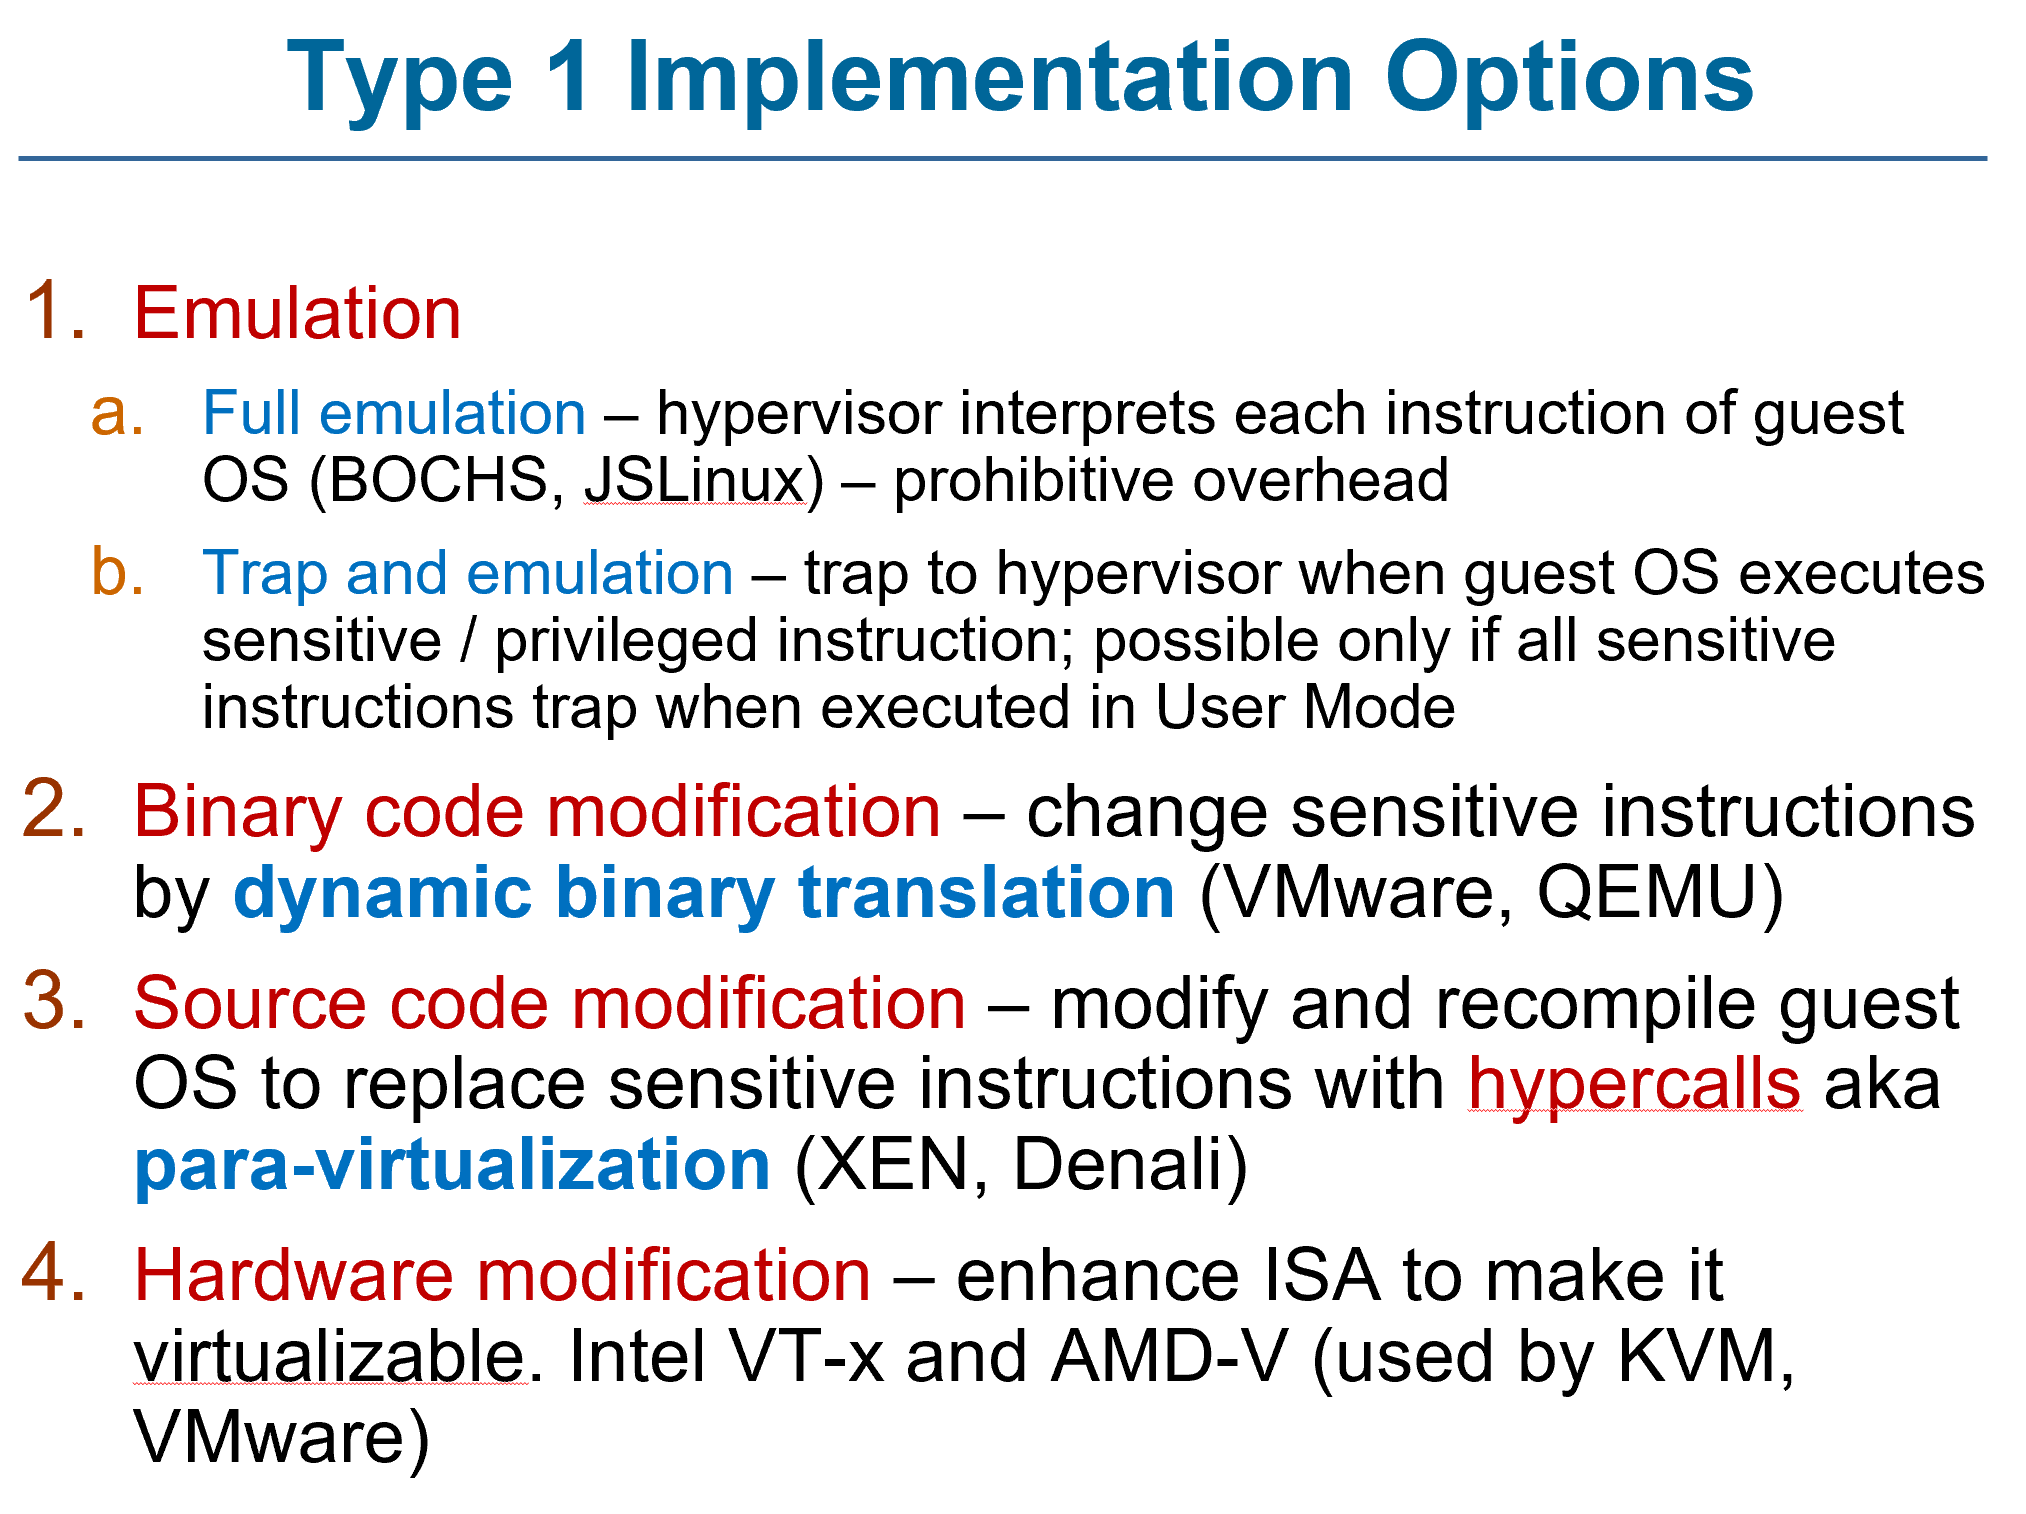 Type 1 Implementation Options
1. Emulation
a. Full emulation – hypervisor interprets each instruction of guest
OS (BOCHS, JSLinux) – prohibitive overhead
b. Trap and emulation – trap to hypervisor when guest OS executes
sensitive / privileged instruction; possible only if all sensitive
instructions trap when executed in User Mode
2. Binary code modification – change sensitive instructions
by dynamic binary translation (VMware, QEMU)
3. Source code modification – modify and recompile guest
OS to replace sensitive instructions with hypercalls aka
para-virtualization (XEN, Denali)
4. Hardware modification – enhance ISA to make it
virtualizable. Intel VT-x and AMD-V (used by KVM,
VMware)